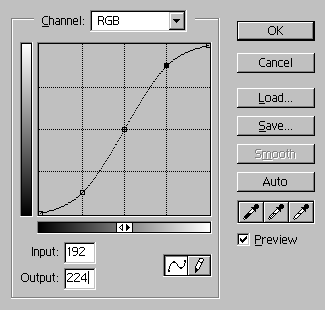 Channel: RGB
OK
Cancel
Load...
Save...
Smooth
Auto
Preview
Input: 192
Output: 224